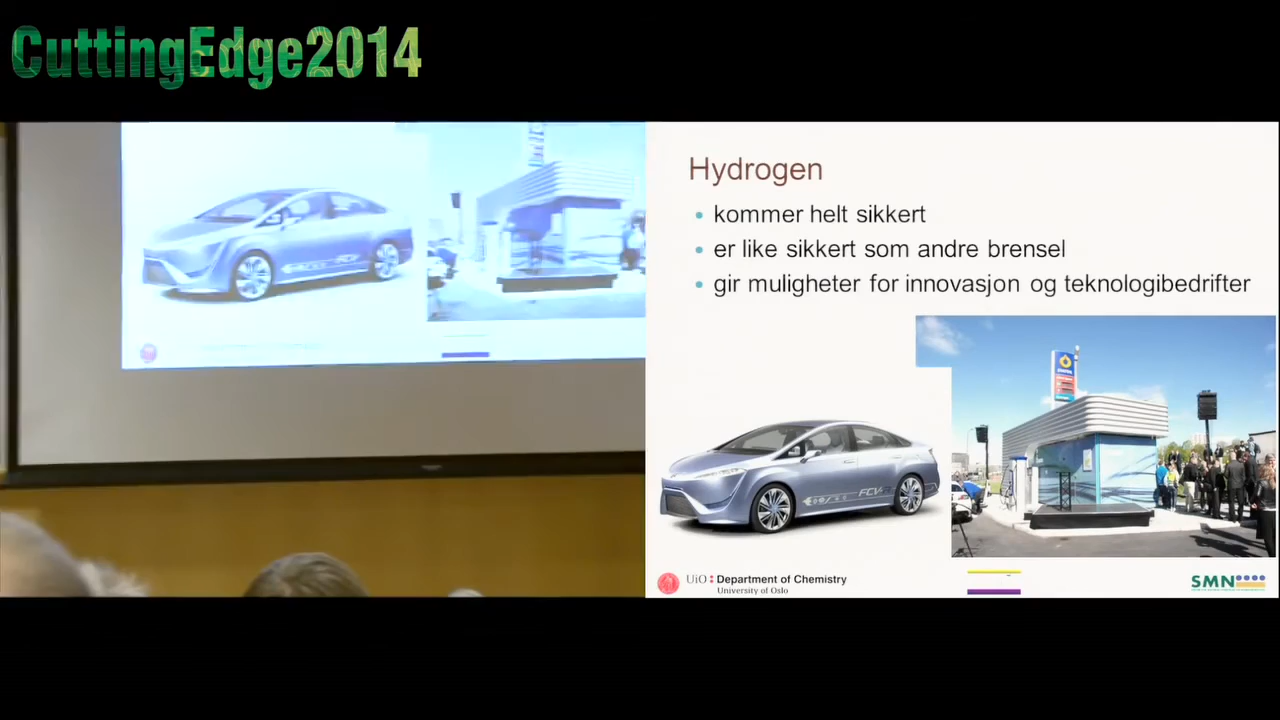 CuttingEdge2014
Hydrogen
• kommer helt sikkert
• er like sikkert som andre brensel
• gir muligheter for innovasjon og teknologibedrifter
FCV
UiO Department of Chemistry
University of Oslo
SMN